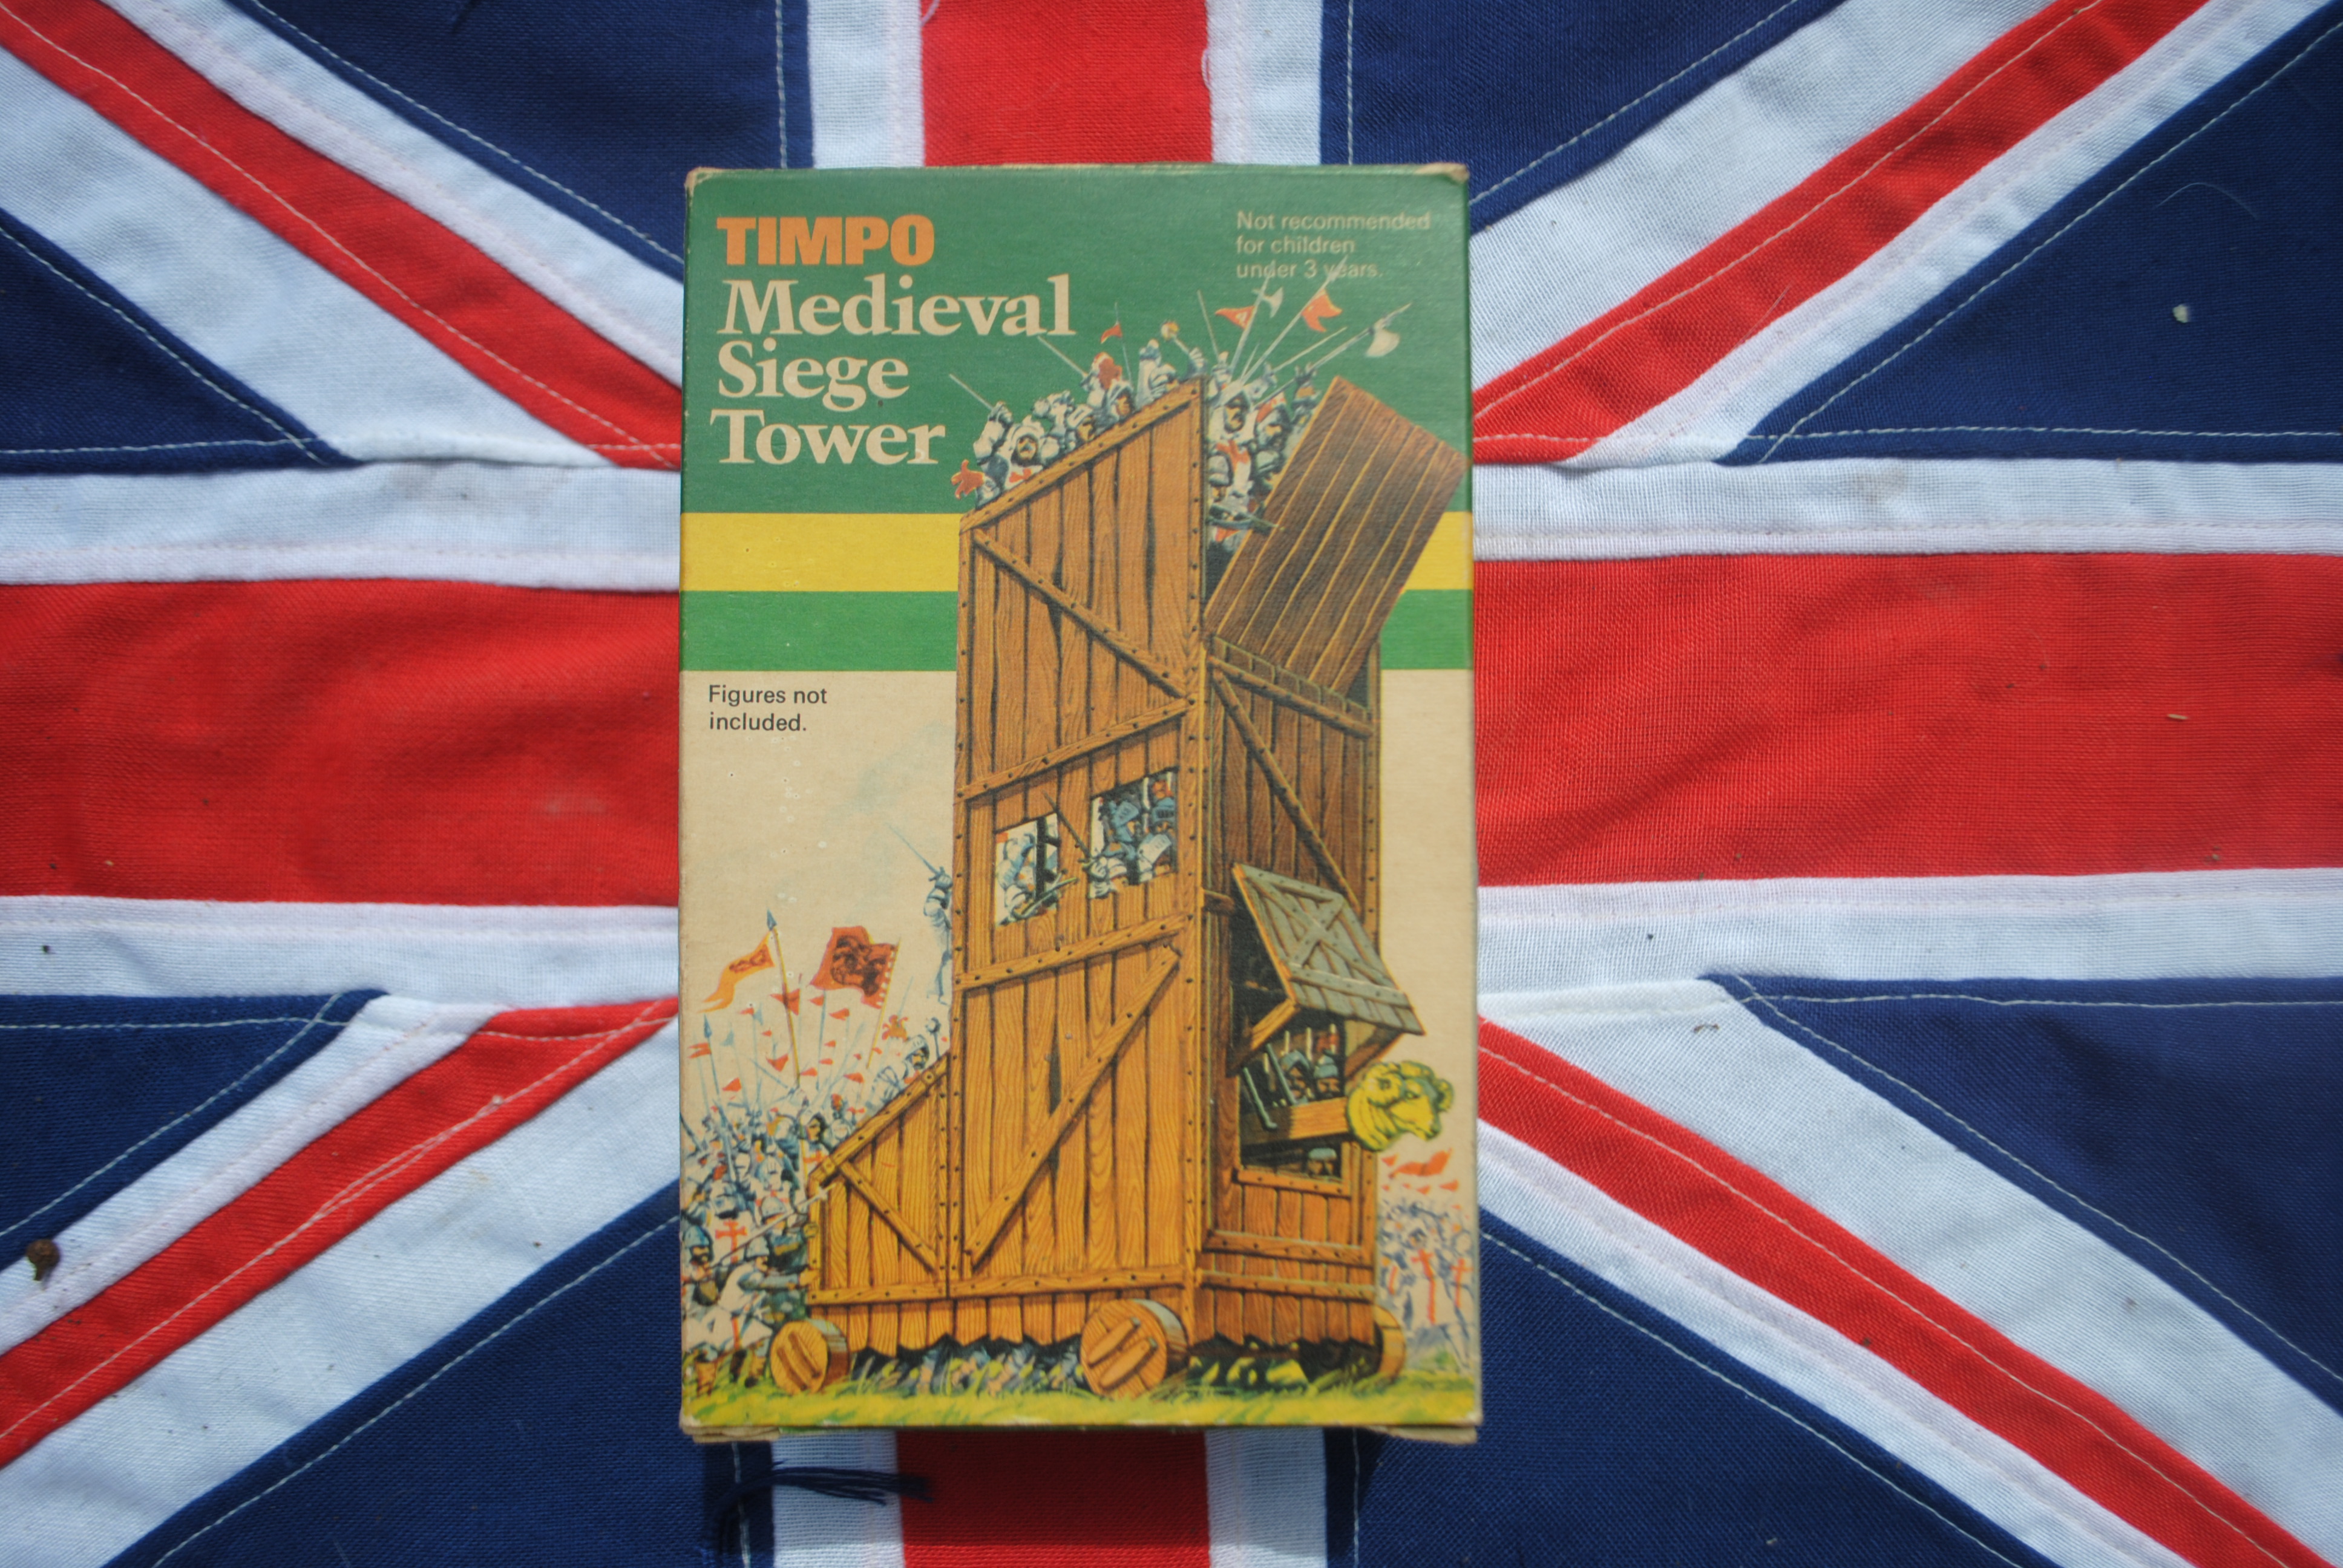 TIMPO
Medieval
Siege
Tower
Not recommended
for children
under 3 years.
Figures not
included.